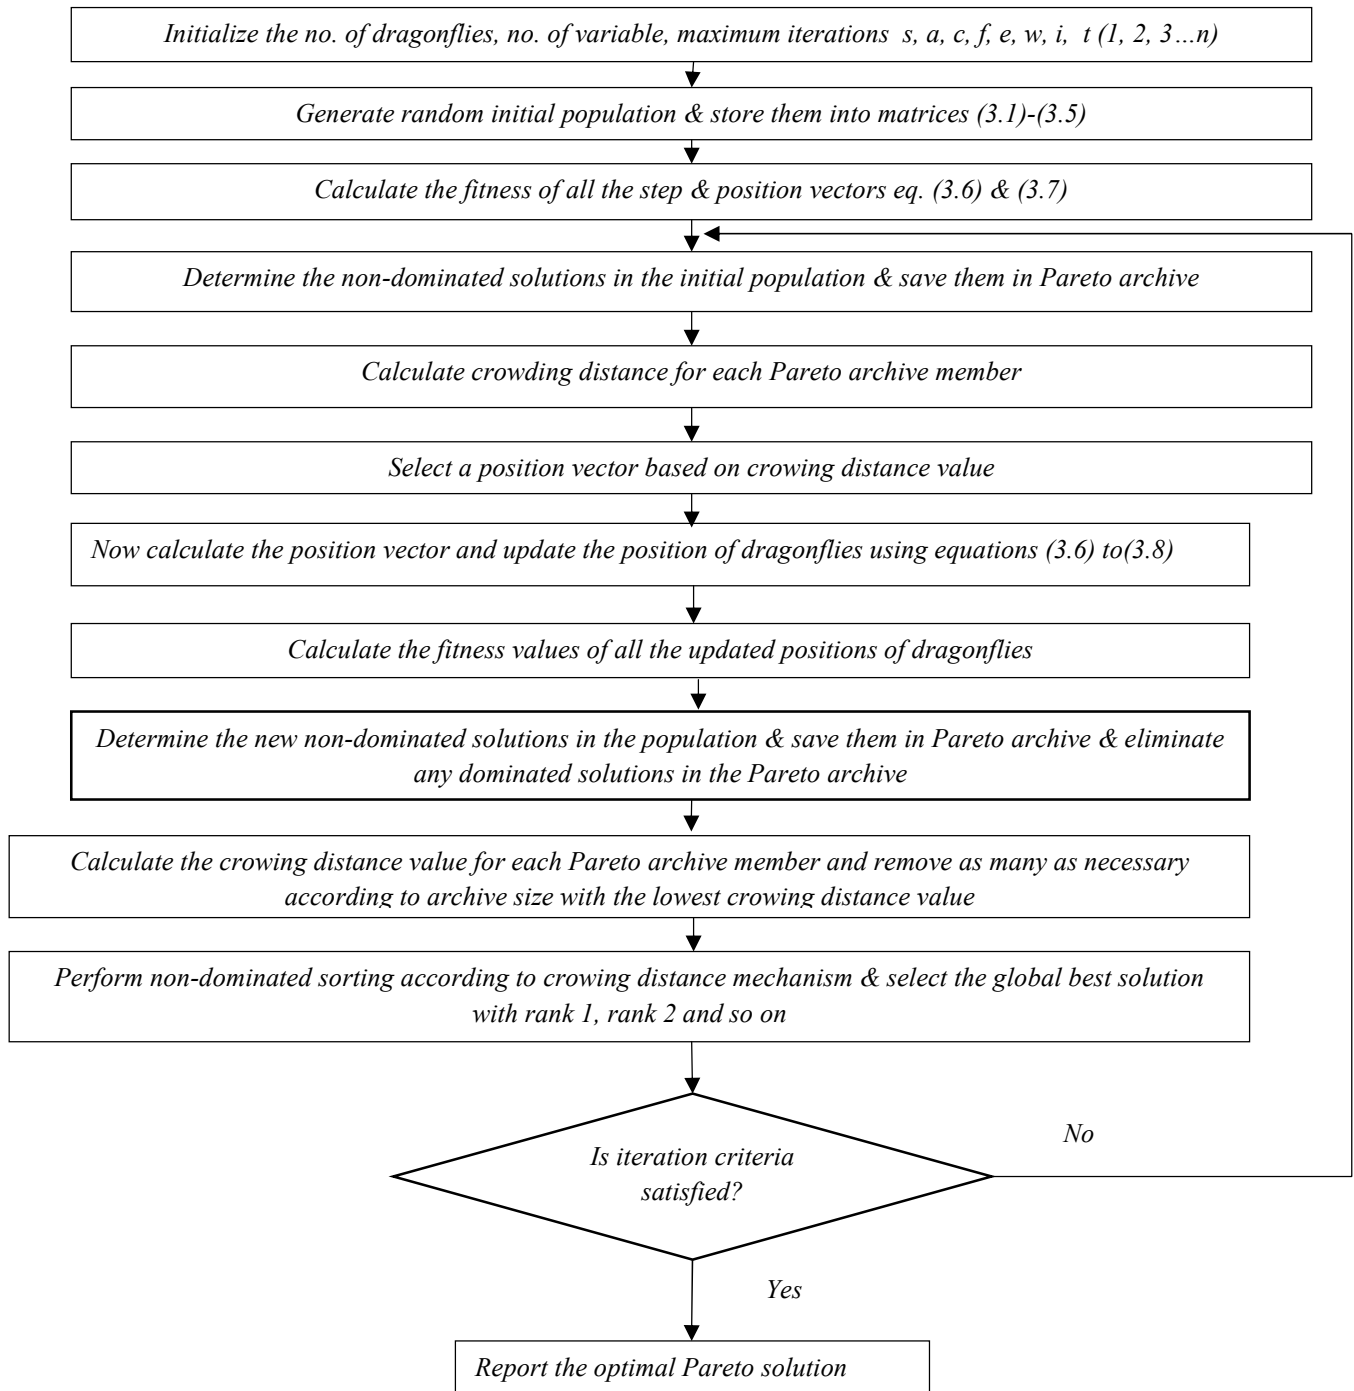 Initialize the no. of dragonflies, no. of variable, maximum iterations s, a, c, f, e, w, i, t (1, 2, 3...n)
Generate random initial population & store them into matrices (3.1)-(3.5)
Calculate the fitness of all the step & position vectors eq. (3.6) & (3.7)
Determine the non-dominated solutions in the initial population & save them in Pareto archive
Calculate crowding distance for each Pareto archive member
Select a position vector based on crowing distance value
Now calculate the position vector and update the position of dragonflies using equations (3.6) to(3.8)
Calculate the fitness values of all the updated positions of dragonflies
Determine the new non-dominated solutions in the population & save them in Pareto archive & eliminate
any dominated solutions in the Pareto archive
Calculate the crowing distance value for each Pareto archive member and remove as many as necessary
according to archive size with the lowest crowing distance value
Perform non-dominated sorting according to crowing distance mechanism & select the global best solution
with rank 1, rank 2 and so on
No
Is iteration criteria
satisfied?
Yes
Report the optimal Pareto solution